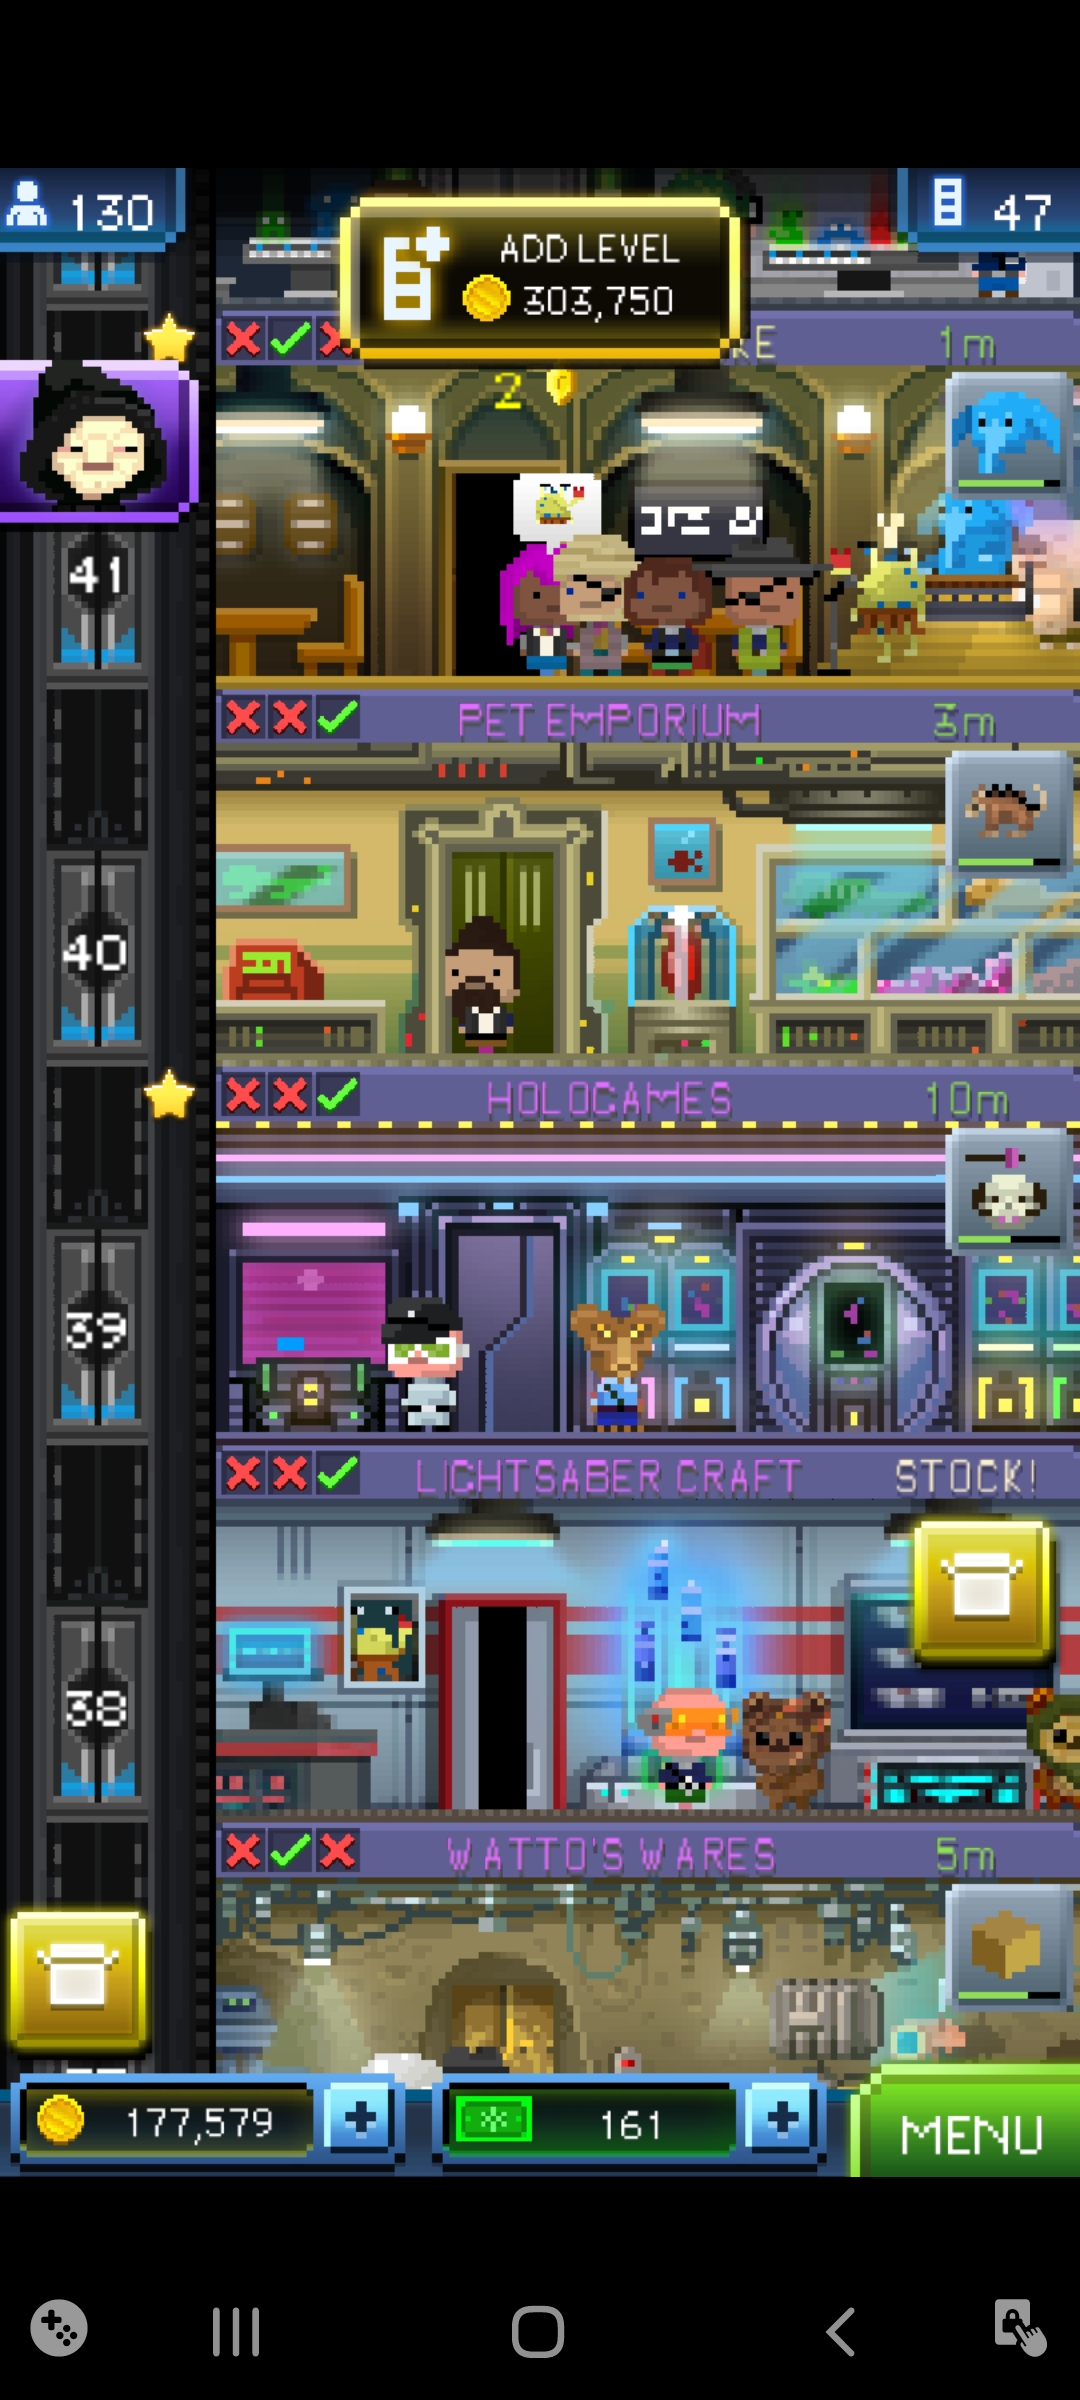 130
47
ADD LEVEL
303,750
KE
1m
2
41
PET EMPORIUM
3m
40
HOLOGAMES
10m
39
LIGHTSABER CRAFT
STOCK!
38
WATTO'S WARES
5m
177,579
161
MENU